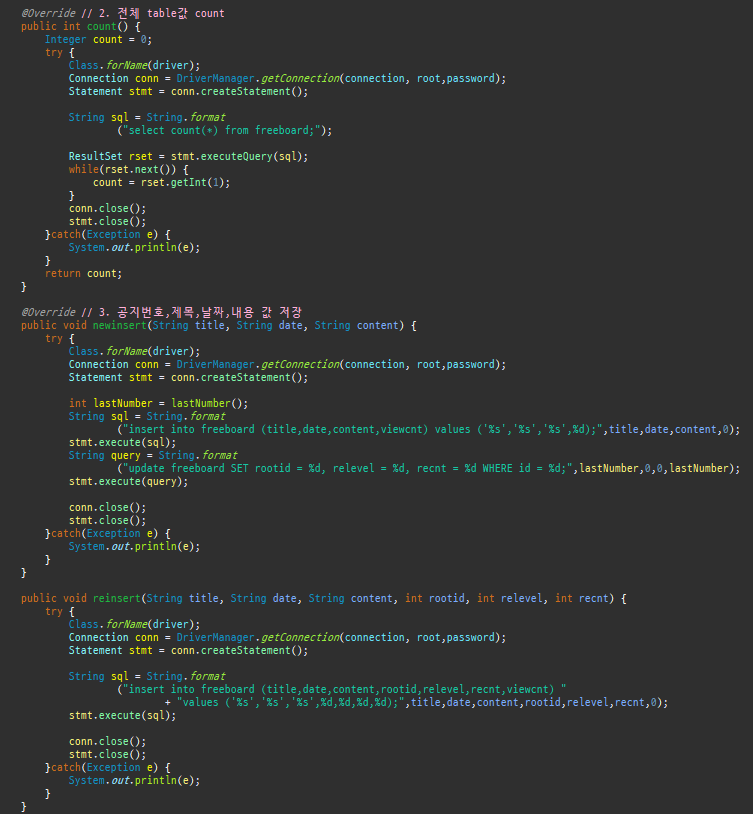 @Override // 2. 전체 table값 count
public int count() {
    Integer count = 0;
    try {
        Class.forName(driver);
        Connection conn = DriverManager.getConnection(connection, root,password);
        Statement stmt = conn.createStatement();

        String sql = String.format
                ("select count(*) from freeboard;");

        ResultSet rset = stmt.executeQuery(sql);
        while(rset.next()) {
            count = rset.getInt(1);
        }
        conn.close();
        stmt.close();
    }catch(Exception e) {
        System.out.println(e);
    }
    return count;
}

@Override // 3. 공지번호,제목,날짜,내용 값 저장
public void newinsert(String title, String date, String content) {
    try {
        Class.forName(driver);
        Connection conn = DriverManager.getConnection(connection, root,password);
        Statement stmt = conn.createStatement();

        int lastNumber = lastNumber();
        String sql = String.format
                ("insert into freeboard (title,date,content,viewcnt) values ('%s','%s','%s',%d);",title,date,content,0);
        stmt.execute(sql);
        String query = String.format
                ("update freeboard SET rootid = %d, relevel = %d, recnt = %d WHERE id = %d;",lastNumber,0,0,lastNumber);
        stmt.execute(query);

        conn.close();
        stmt.close();
    }catch(Exception e) {
        System.out.println(e);
    }
}

public void reinsert(String title, String date, String content, int rootid, int relevel, int recnt) {
    try {
        Class.forName(driver);
        Connection conn = DriverManager.getConnection(connection, root,password);
        Statement stmt = conn.createStatement();

        String sql = String.format
                ("insert into freeboard (title,date,content,rootid,relevel,recnt,viewcnt) "
                        + "values ('%s','%s','%s',%d,%d,%d,%d);",title,date,content,rootid,relevel,recnt,0);
        stmt.execute(sql);

        conn.close();
        stmt.close();
    }catch(Exception e) {
        System.out.println(e);
    }
}